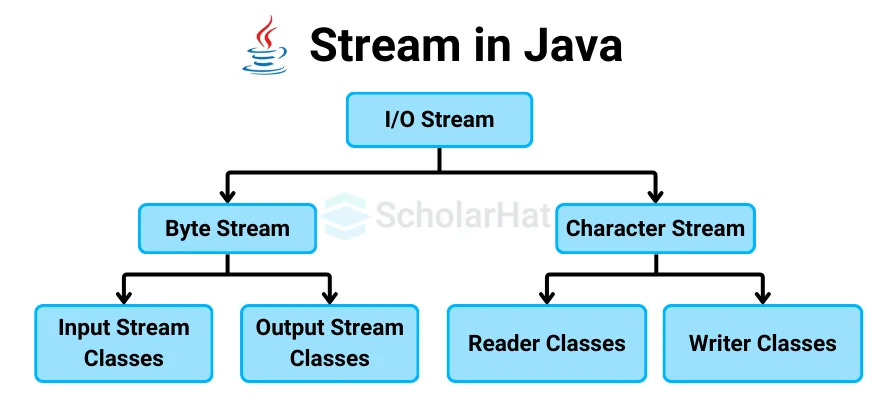 Stream in Java
I/O Stream
Byte Stream
ScholarHat
Character Stream
Input Stream
Classes
Output Stream
Classes
Reader Classes
Writer Classes